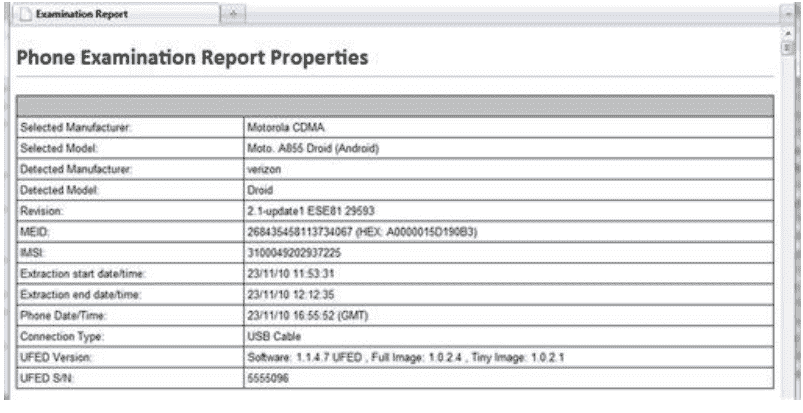 Examination Report
Phone Examination Report Properties
Selected Manufacturer: Motorola CDMA
Selected Model: Moto. A855 Droid (Android)
Detected Manufacturer: verizon
Detected Model: Droid
Revision: 2.1-update1 ESE81 29593
MEID: 268435458113734067 (HEX: A0000015D190B3)
IMSI: 3100049202937225
Extraction start date/time: 23/11/10 11:53:31
Extraction end date/time: 23/11/10 12:12:35
Phone Date/Time: 23/11/10 16:55:52 (GMT)
Connection Type: USB Cable
UFED Version: Software: 1.1.4.7 UFED , Full Image: 1.0.2.4 , Tiny Image: 1.0.2.1
UFED S/N: 5555096